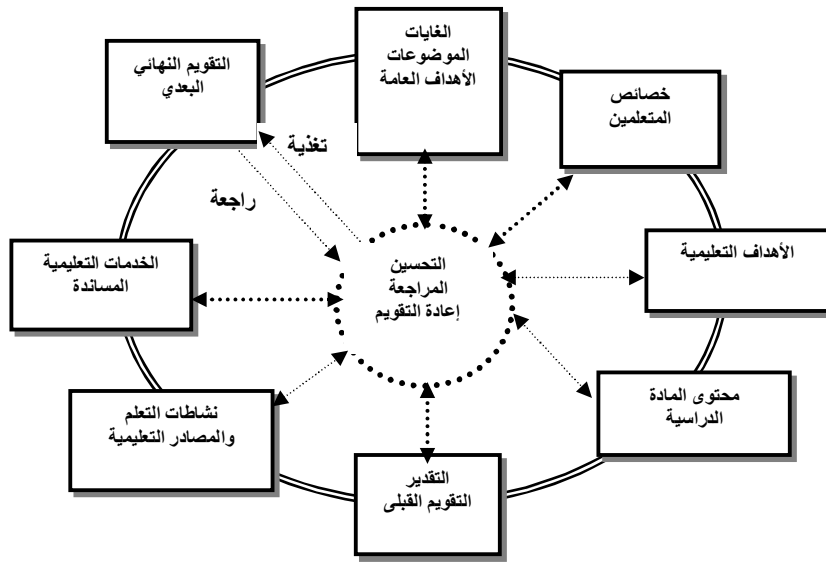 الغايات
الموضوعات
الأهداف العامة
خصائص
المتعلمين
الأهداف التعليمية
محتوى المادة
الدراسية
التقدير
التقويم القبلى
نشاطات التعلم
والمصادر التعليمية
الخدمات التعليمية
المساندة
التقويم النهائي
البعدي
تغذية
راجعة
التحسين
المراجعة
إعادة التقويم